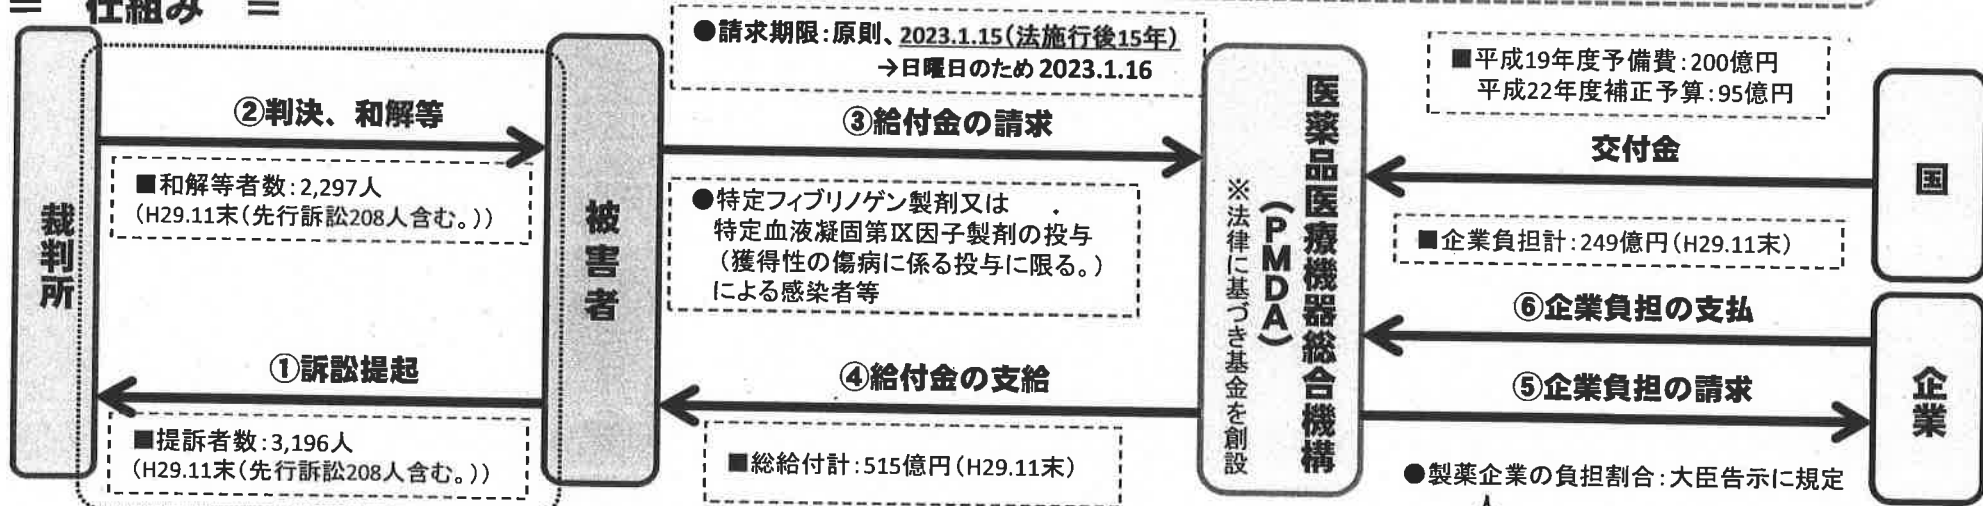 ＝ 仕組み ＝
裁判所
②判決、和解等
■和解等者数：2,297人
（H29.11末（先行訴訟208人含む。））
①訴訟提起
■提訴者数：3,196人
（H29.11末（先行訴訟208人含む。））
被害者
●請求期限：原則、2023.1.15（法施行後15年）
→日曜日のため 2023.1.16
③給付金の請求
●特定フィブリノゲン製剤又は
特定血液凝固第Ⅸ因子製剤の投与
（獲得性の傷病に係る投与に限る。）
による感染者等
④給付金の支給
■総給付計：515億円（H29.11末）
医薬品医療機器総合機構
（PMDA）
※法律に基づき基金を創設
■平成19年度予備費：200億円
平成22年度補正予算：95億円
交付金
国
■企業負担計：249億円（H29.11末）
⑥企業負担の支払
⑤企業負担の請求
企業
●製薬企業の負担割合：大臣告示に規定